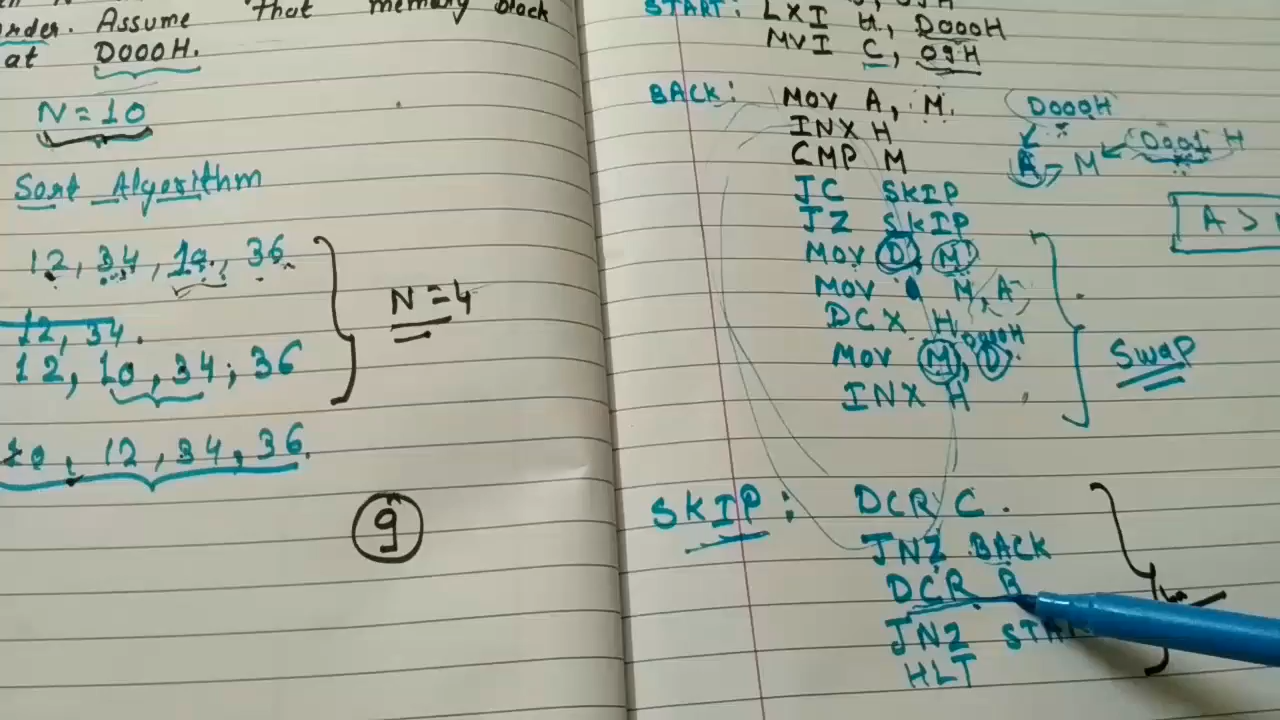 order. Assume that memory block
at D000H.
N=10
Sort Algorithm
12, 34, 10, 36
12, 34.
12, 10, 34, 36
N=4
10, 12, 34, 36.
9
START: LXI H, D000H
MVI C, 09H
BACK: MOV A, M.
INX H
CMP M
JC SKIP
JZ SKIP
MOV D, M
MOV M, A
DCX H
D000H
MOV M, D.
INX H
Swap
D000H
D001H
A > M
A >
SKIP: DCR C.
JNZ BACK
DCR B
JNZ
HLT